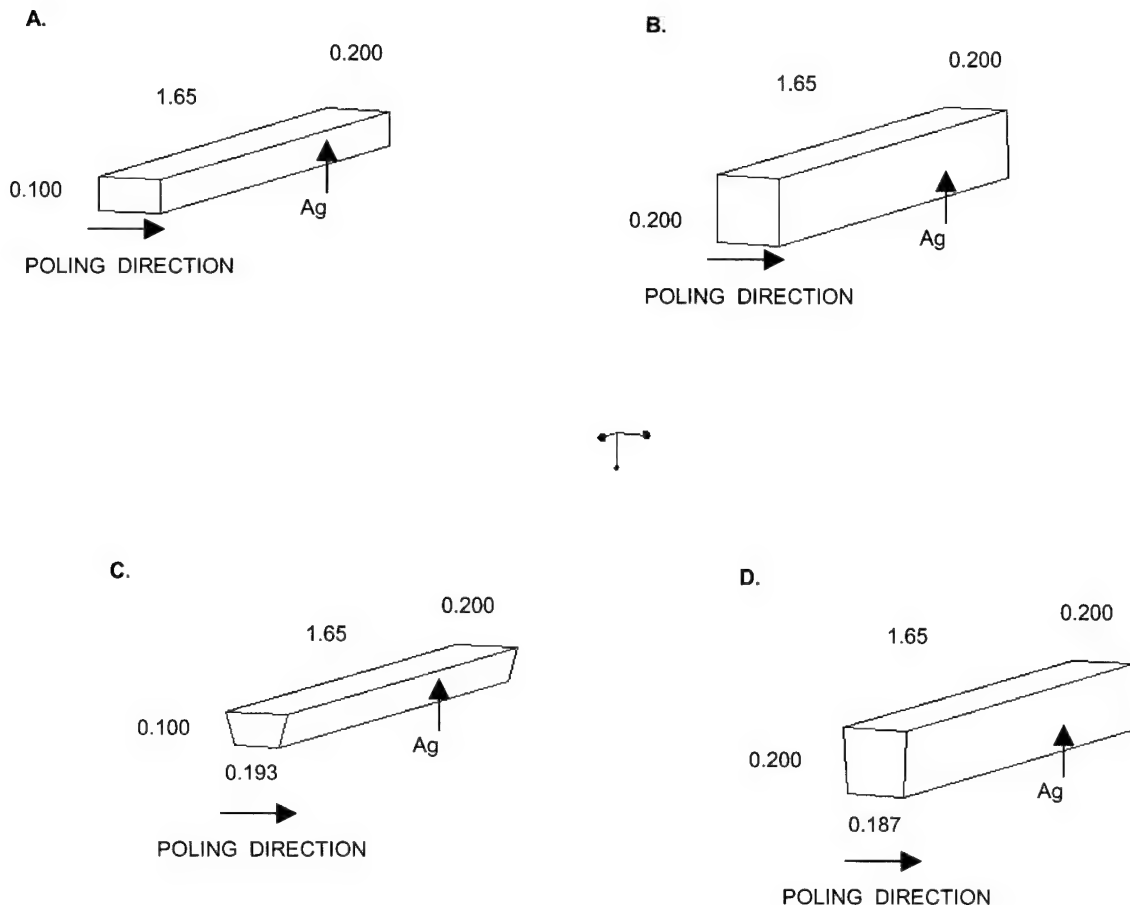 A.
0.200
1.65
0.100
Ag
POLING DIRECTION
B.
0.200
1.65
0.200
Ag
POLING DIRECTION
C.
0.200
1.65
0.100
Ag
0.193
POLING DIRECTION
D.
0.200
1.65
0.200
Ag
0.187
POLING DIRECTION